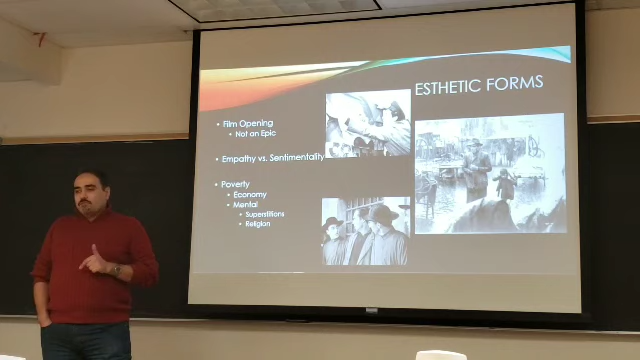 ESTHETIC FORMS
Film Opening
Not an Epic
Empathy vs. Sentimentality
Poverty
Economy
Mental
Superstitions
Religion